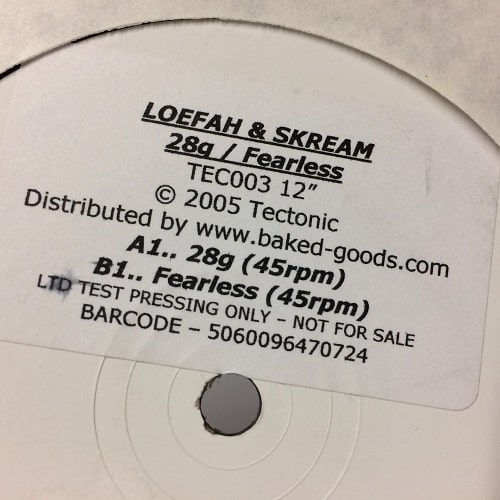 LOEFAH & SKREAM
28g / Fearless
TEC003 12”
© 2005 Tectonic
Distributed by www.baked-goods.com
A1.. 28g (45rpm)
B1.. Fearless (45rpm)
LTD TEST PRESSING ONLY – NOT FOR SALE
BARCODE – 5060096470724